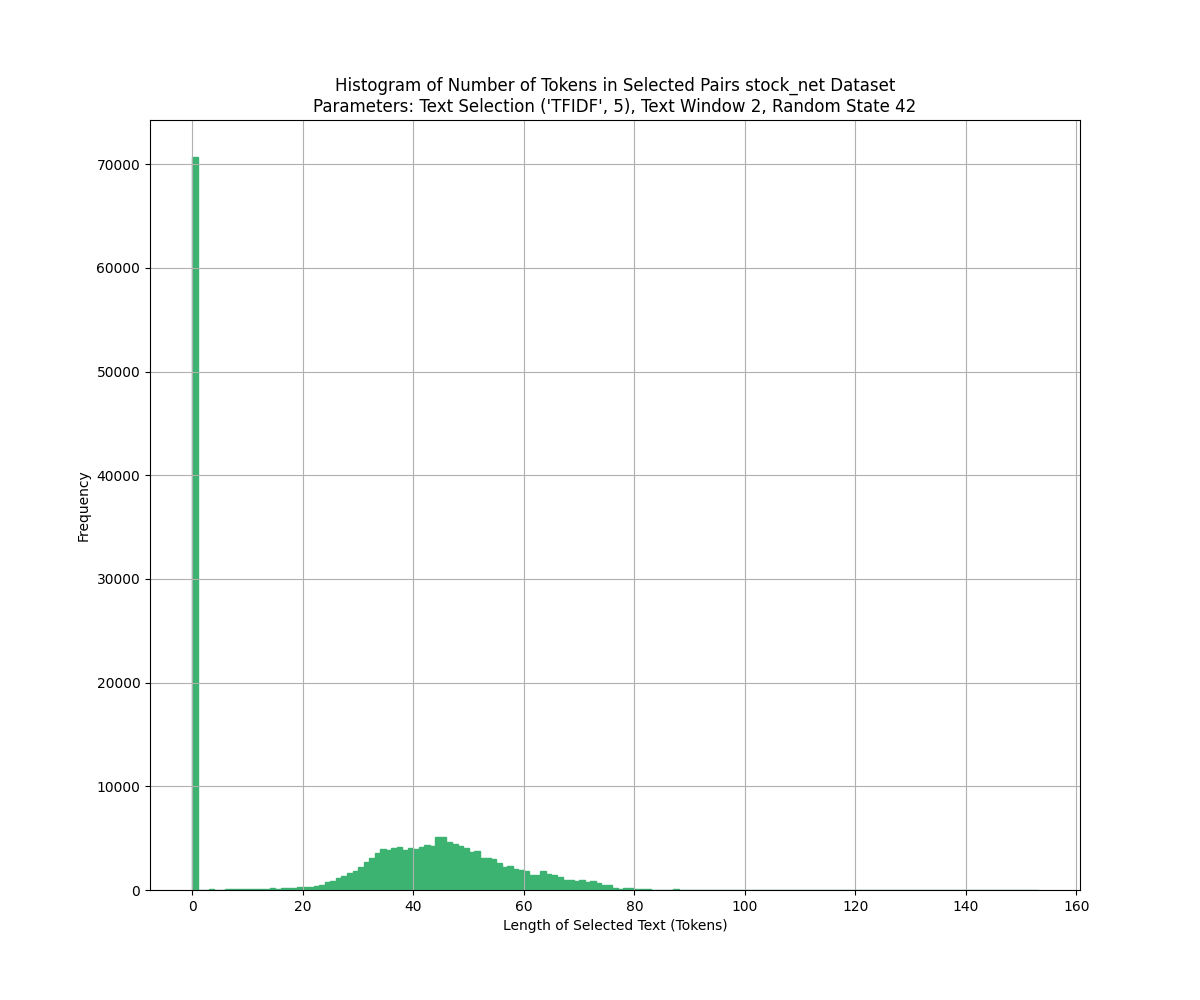 Histogram of Number of Tokens in Selected Pairs stock_net Dataset
Parameters: Text Selection ('TFIDF', 5), Text Window 2, Random State 42
70000
60000
50000
40000
30000
20000
10000
0
Frequency
0 20 40 60 80 100 120 140 160
Length of Selected Text (Tokens)